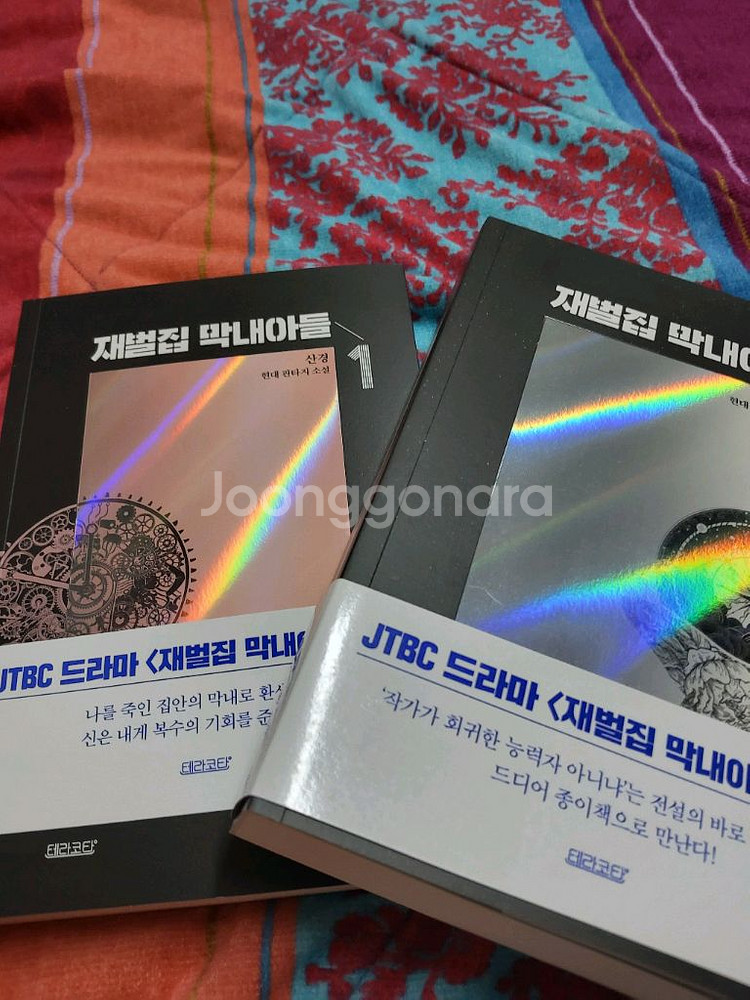 재벌집 막내아들
1
산경
현대 판타지 소설
JTBC 드라마 <재벌집 막내
나를 죽인 집안의 막내로
신은 내게 복수의 기회를
테라코타
테라코타
재벌집 막내
현대
JTBC 드라마 <재벌집 막내
'작가가 회귀한 능력자 아니냐'는 전설의 바로
드디어 종이책으로 만난다!
테라코타
Joonggonara